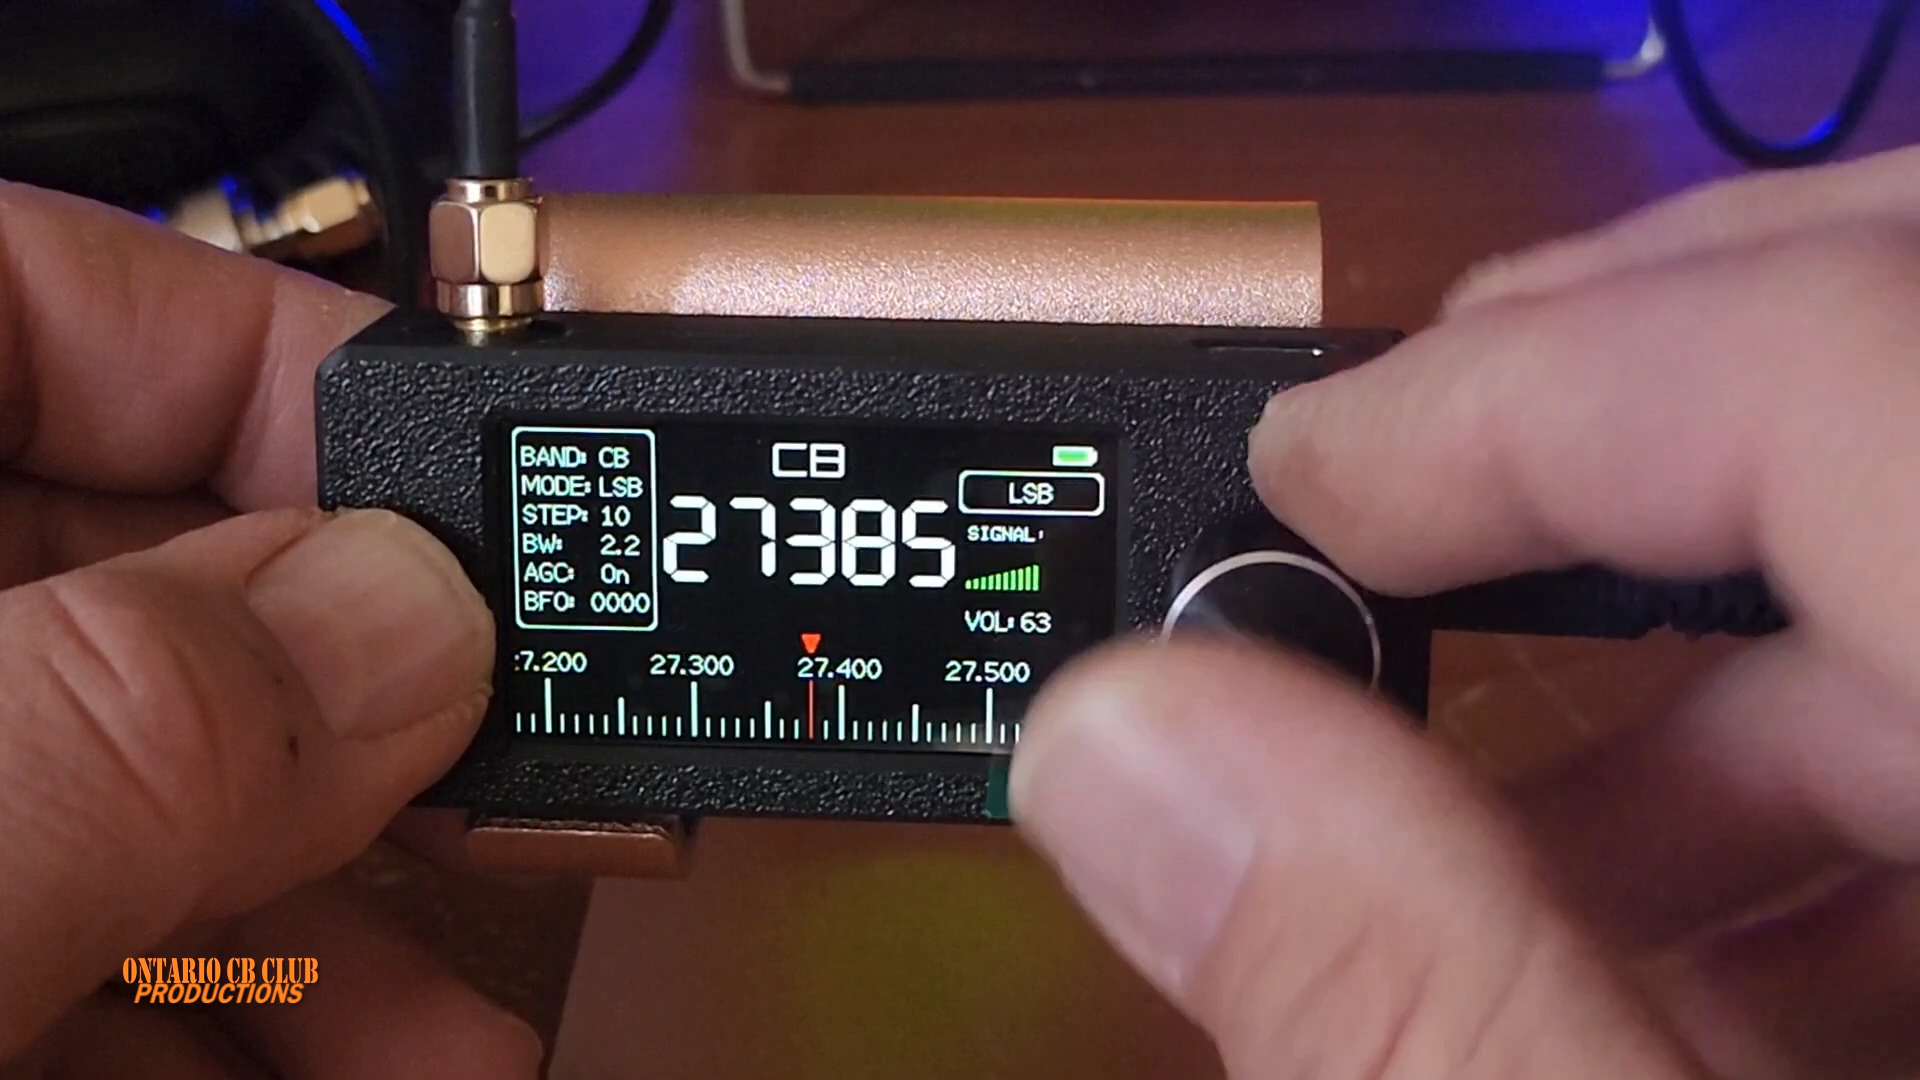 BAND: CB
MODE: LSB
STEP: 10
BW: 2.2
AGC: On
BFO: 0000
CB
27385
LSB
SIGNAL:
VOL: 63
:7.200 27.300 27.400 27.500
ONTARIO CB CLUB
PRODUCTIONS